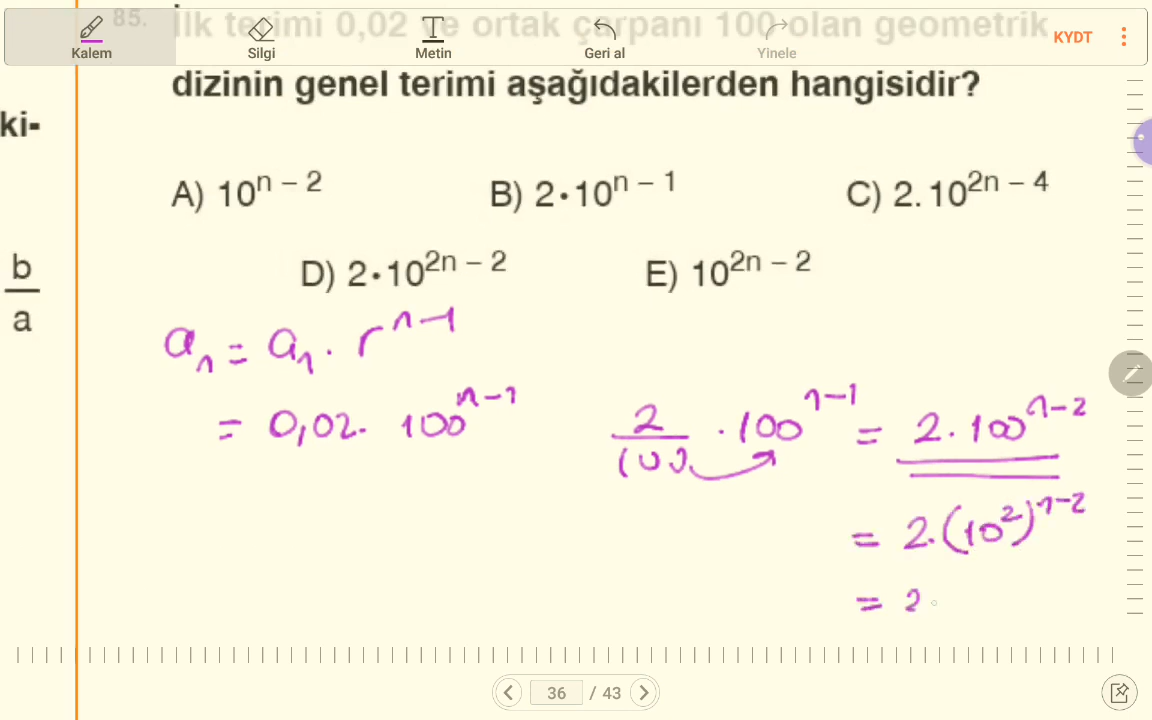 85. İlk terimi 0,02 ve ortak çarpanı 100 olan geometrik
Kalem Silgi Metin Geri al Yinele KYDT
dizinin genel terimi aşağıdakilerden hangisidir?
ki-
A) 10^{n – 2} B) 2·10^{n – 1} C) 2.10^{2n – 4}
b/a
D) 2·10^{2n – 2} E) 10^{2n – 2}
a_n = a_1 . r^{n-1}
= 0,02. 100^{n-1} 2/100 . 100^{n-1} = 2.100^{n-2}
= 2.(10^2)^{n-2}
= 2.
36 / 43